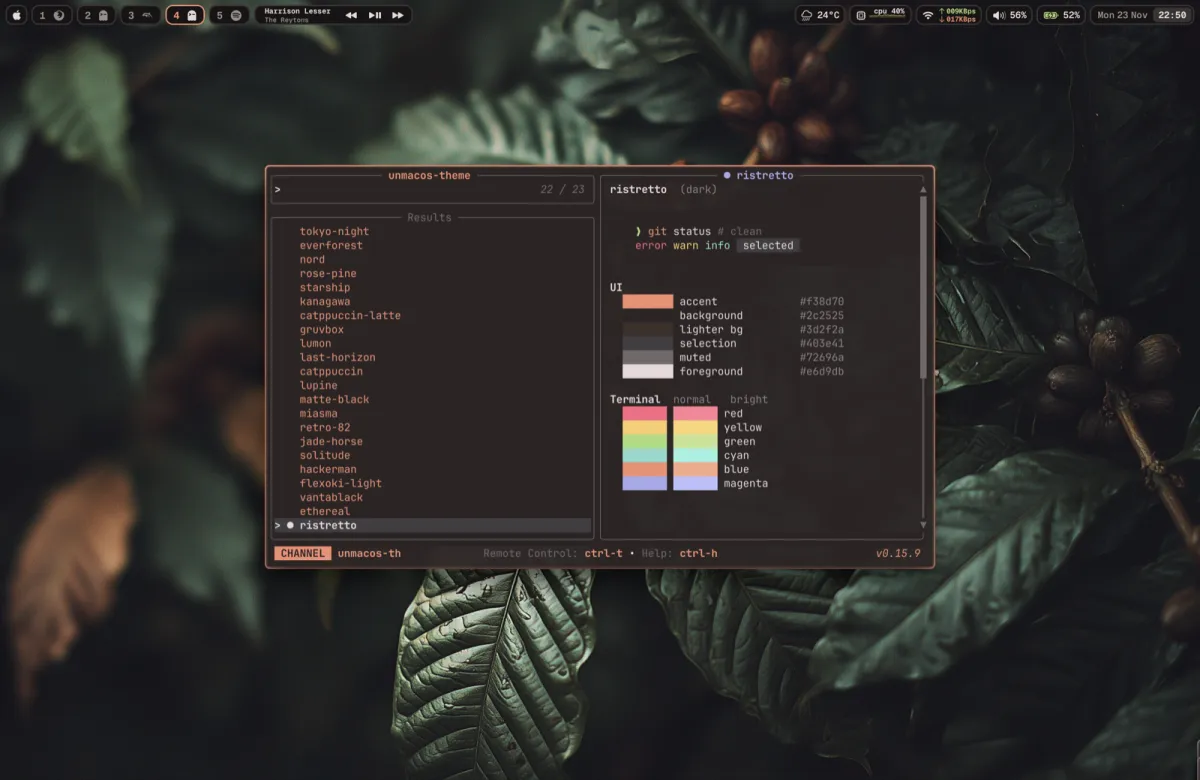 1 2 3 4 5 Harrison Lesser
The Reytons
24°C cpu 40% 009KBps
017KBps
56% 52% Mon 23 Nov 22:50
unmacos-theme
> 22 / 23
Results
tokyo-night
everforest
nord
rose-pine
starship
kanagawa
catppuccin-latte
gruvbox
lumon
last-horizon
catppuccin
lupine
matte-black
miasma
retro-82
jade-horse
solitude
hackerman
flexoki-light
vantablack
ethereal
> ● ristretto
● ristretto
ristretto (dark)
❯ git status # clean
error warn info selected
UI
accent #f38d70
background #2c2525
lighter bg #3d2f2a
selection #403e41
muted #72696a
foreground #e6d9db
Terminal normal bright
red
yellow
green
cyan
blue
magenta
CHANNEL unmacos-th Remote Control: ctrl-t • Help: ctrl-h v0.15.9